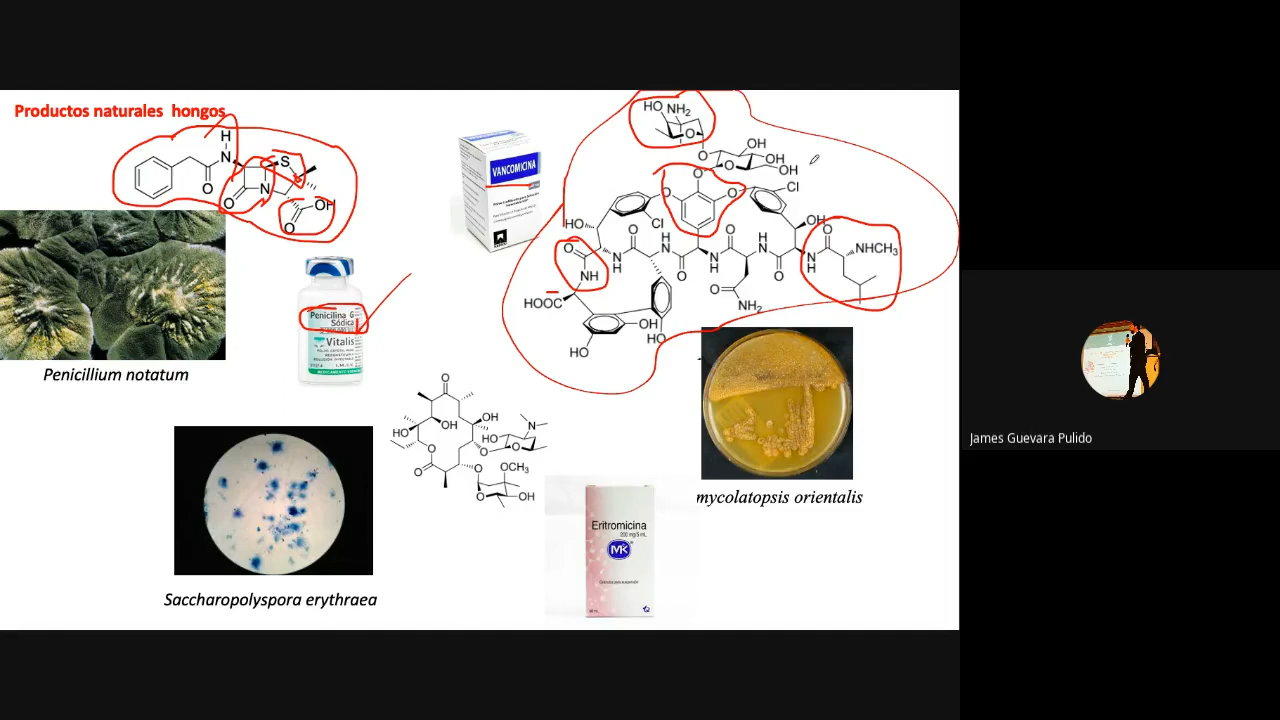 Productos naturales hongos
H
N
O
S
N
O
OH
O
Penicillium notatum
Penicilina G
Sódica
Vitalis
VANCOMICINA
HO
NH₂
O
O
OH
OH
OH
O
O
O
Cl
Cl
HO
OH
O
O
H
N
O
H
N
O
NHCH₃
NH
N
H
O
N
H
O
N
H
HOOC
O
NH₂
OH
HO
HO
mycolatopsis orientalis
O
OH
OH
HO
HO
N
O
O
O
O
O
OCH₃
O
OH
Eritromicina
MK
Saccharopolyspora erythraea
James Guevara Pulido